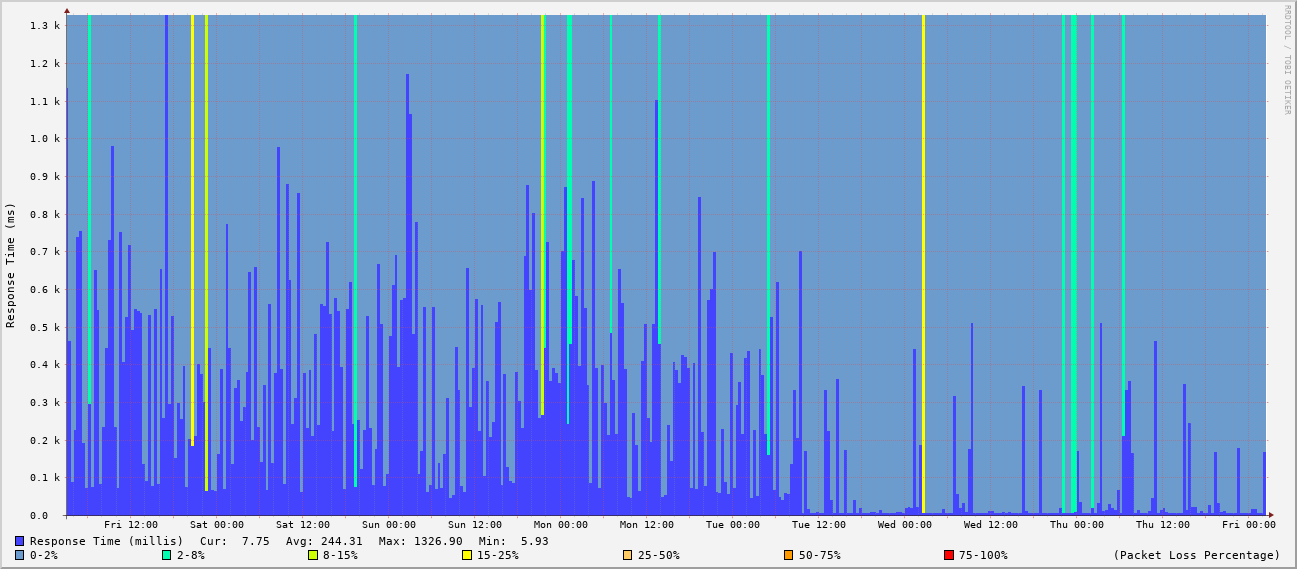 1.3 k
1.2 k
1.1 k
1.0 k
0.9 k
0.8 k
0.7 k
0.6 k
0.5 k
0.4 k
0.3 k
0.2 k
0.1 k
0.0
Response Time (ms)
RRDTOOL / TOBI OETIKER
Fri 12:00 Sat 00:00 Sat 12:00 Sun 00:00 Sun 12:00 Mon 00:00 Mon 12:00 Tue 00:00 Tue 12:00 Wed 00:00 Wed 12:00 Thu 00:00 Thu 12:00 Fri 00:00
Response Time (millis) Cur: 7.75 Avg: 244.31 Max: 1326.90 Min: 5.93
0-2% 2-8% 8-15% 15-25% 25-50% 50-75% 75-100% (Packet Loss Percentage)